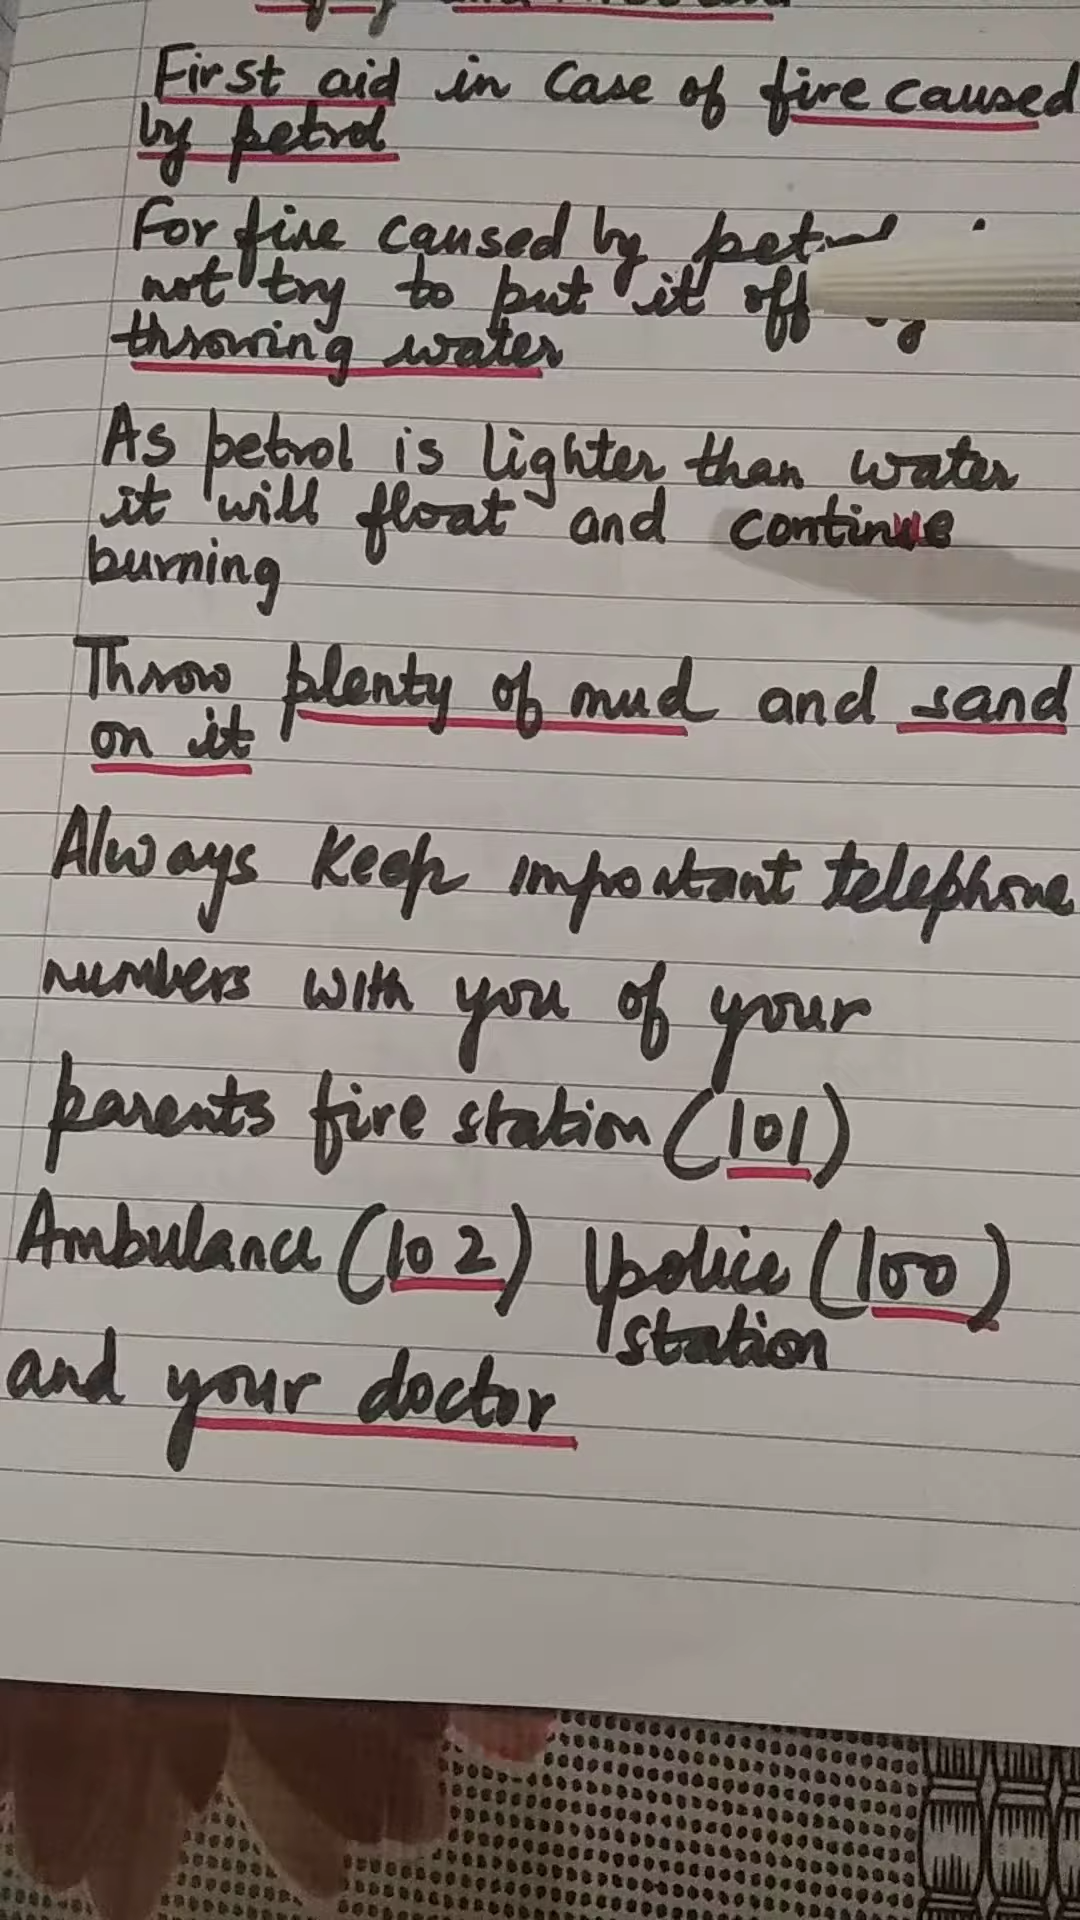 First aid in case of fire caused
by petrol
For fire caused by petrol
not try to put it off
throwing water
As petrol is lighter than water
it will float and continue
burning
Throw plenty of mud and sand
on it
Always keep important telephone
numbers with you of your
parents fire station (101)
Ambulance (102) police (100)
station
and your doctor